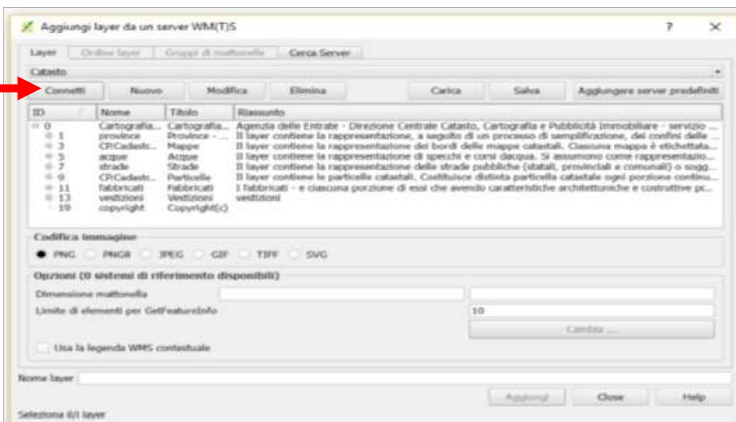 Aggiungi layer da un server WM(T)S ? ×
Layer Ordine layer Gruppi di mattonelle Cerca Server
Catasto
Connetti Nuovo Modifica Elimina Carica Salva Aggiungere server predefiniti
ID Nome Titolo Riassunto
0 Cartografia... Cartografia... Agenzia delle Entrate - Direzione Centrale Catasto, Cartografia e Pubblicità Immobiliare - servizio ...
1 province Province - ... Il layer contiene la rappresentazione, a seguito di un processo di semplificazione, dei confini delle ...
3 CP:Cadastr... Mappe Il layer contiene la rappresentazione dei bordi delle mappe catastali. Ciascuna mappa è etichettata...
5 acque Acque Il layer contiene la rappresentazione di specchi e corsi dacqua. Si assumono come rappresentazio...
7 strade Strade Il layer contiene la rappresentazione delle strade pubbliche (statali, provinciali e comunali) o sogg...
9 CP:Cadastr... Particelle Il layer contiene le particelle catastali. Costituisce distinta particella catastale ogni porzione continu...
11 fabbricati Fabbricati I fabbricati - e ciascuna porzione di essi che avendo caratteristiche architettoniche e costruttive pr...
13 vestizioni Vestizioni vestizioni
19 copyright Copyright(c)
Codifica immagine
PNG PNG8 JPEG GIF TIFF SVG
Opzioni (0 sistemi di riferimento disponibili)
Dimensione mattonella
Limite di elementi per GetFeatureInfo 10
Cambia ...
Usa la legenda WMS contestuale
Nome layer
Aggiungi Close Help
Seleziona il/i layer